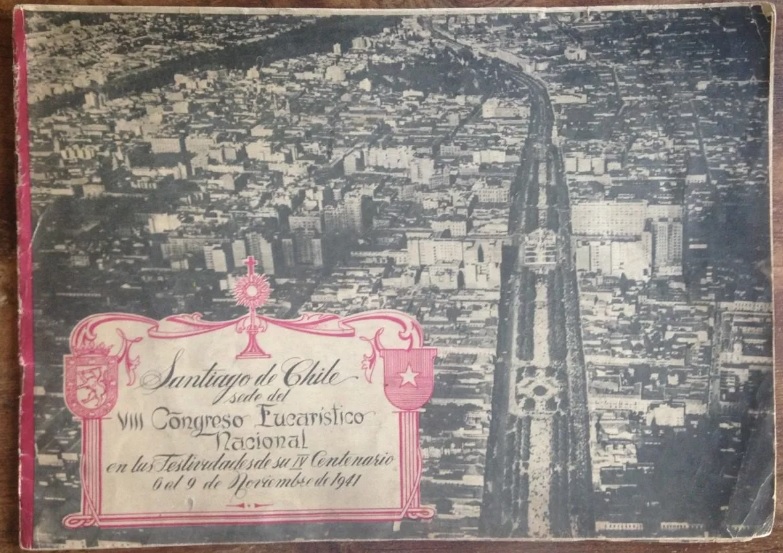 Santiago de Chile
sede del
VIII Congreso Eucarístico
Nacional
en las Festividades de su IV Centenario
6 al 9 de Noviembre de 1941